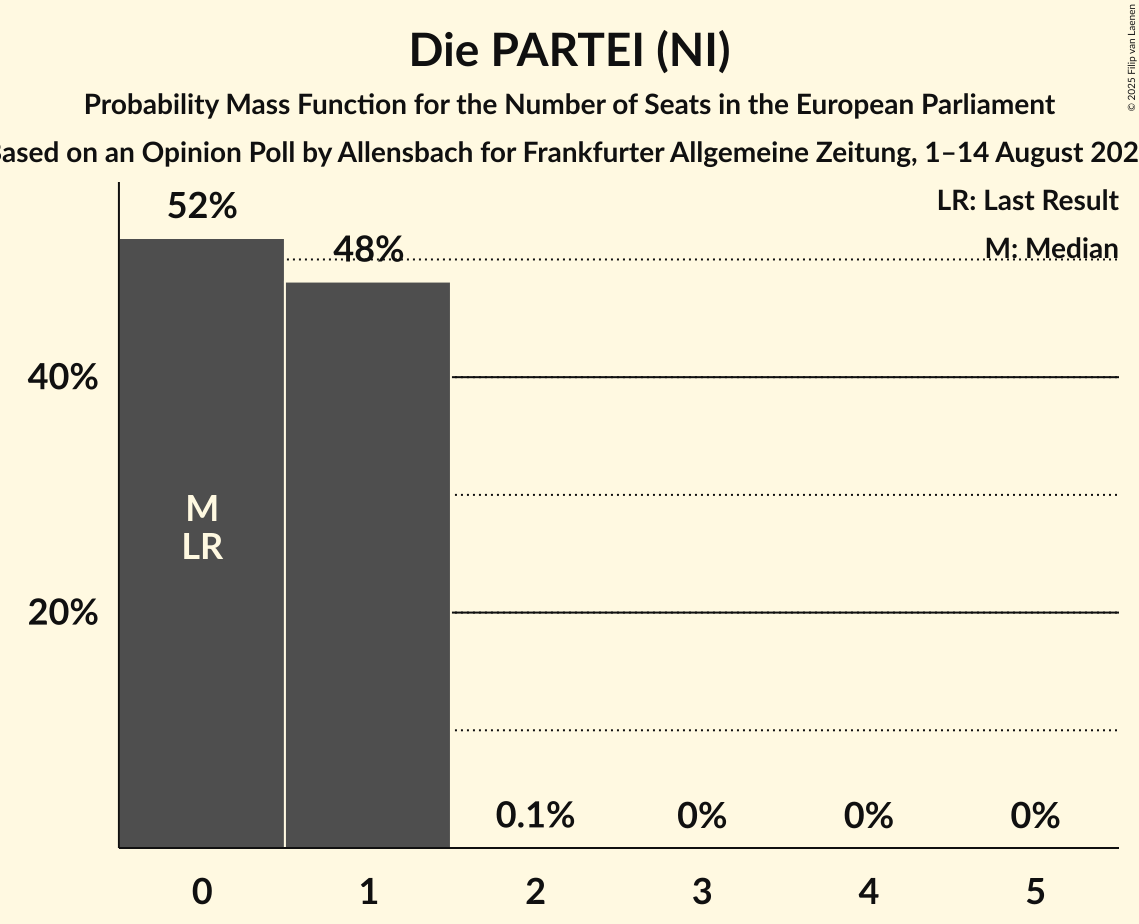 Die PARTEI (NI)
Probability Mass Function for the Number of Seats in the European Parliament
ased on an Opinion Poll by Allensbach for Frankfurter Allgemeine Zeitung, 1–14 August 202
© 2025 Filip van Laenen
LR: Last Result
M: Median
52%
48%
40%
20%
M
LR
0.1%
0%
0%
0%
0
1
2
3
4
5